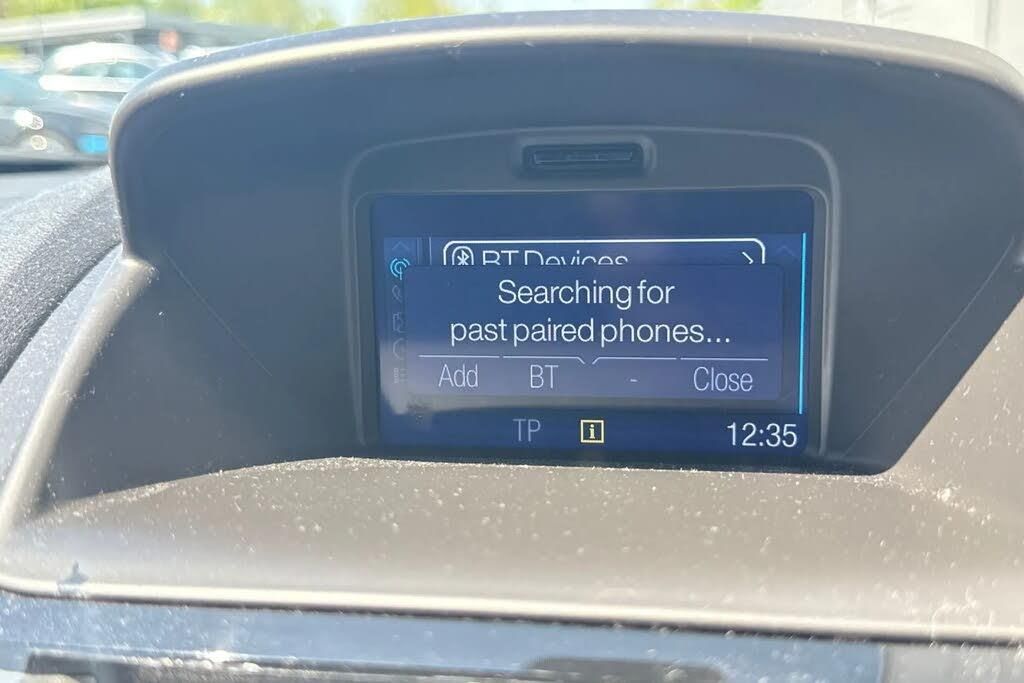 BT Devices
Searching for
past paired phones...
Add BT - Close
TP i 12:35